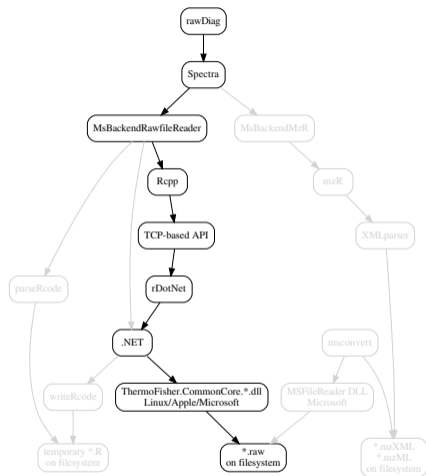 rawDiag
Spectra
MsBackendRawfileReader
MsBackendMzR
Rcpp
mzR
TCP-based API
XMLparser
parseRcode
rDotNet
.NET
msconvert
writeRcode
ThermoFisher.CommonCore.*.dll
Linux/Apple/Microsoft
MSFileReader DLL
Microsoft
temporary *.R
on filesystem
*.raw
on filesystem
*.mzXML
*.mzML
on filesystem